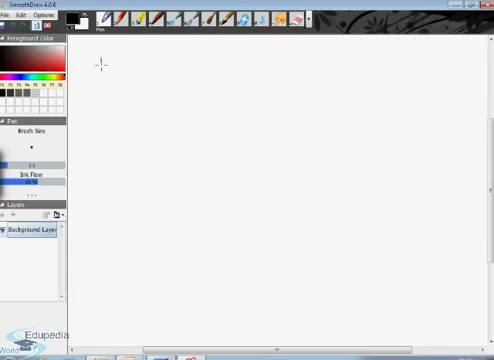 SmoothDraw 4.0.6
File Edit Options
Pen
Foreground Color
Pen
Brush Size
Ink Flow
Layers
Background Layer
Edupedia
World